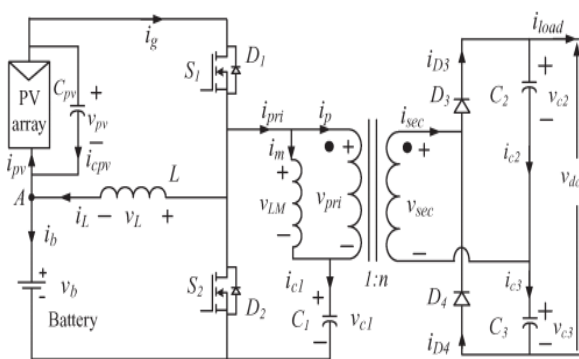 i_g
i_load
PV
array
C_pv
+
v_pv
−
i_cpv
i_pv
S_1
D_1
i_pri
i_p
i_m
+
v_LM
−
+
v_pri
−
i_sec
+
v_sec
−
1:n
i_D3
D_3
C_2
+
v_c2
−
i_c2
v_dc
A
L
i_L
−
v_L
+
i_b
+
-
v_b
Battery
S_2
D_2
i_c1
C_1
+
v_c1
−
D_4
i_D4
i_c3
C_3
+
v_c3
−